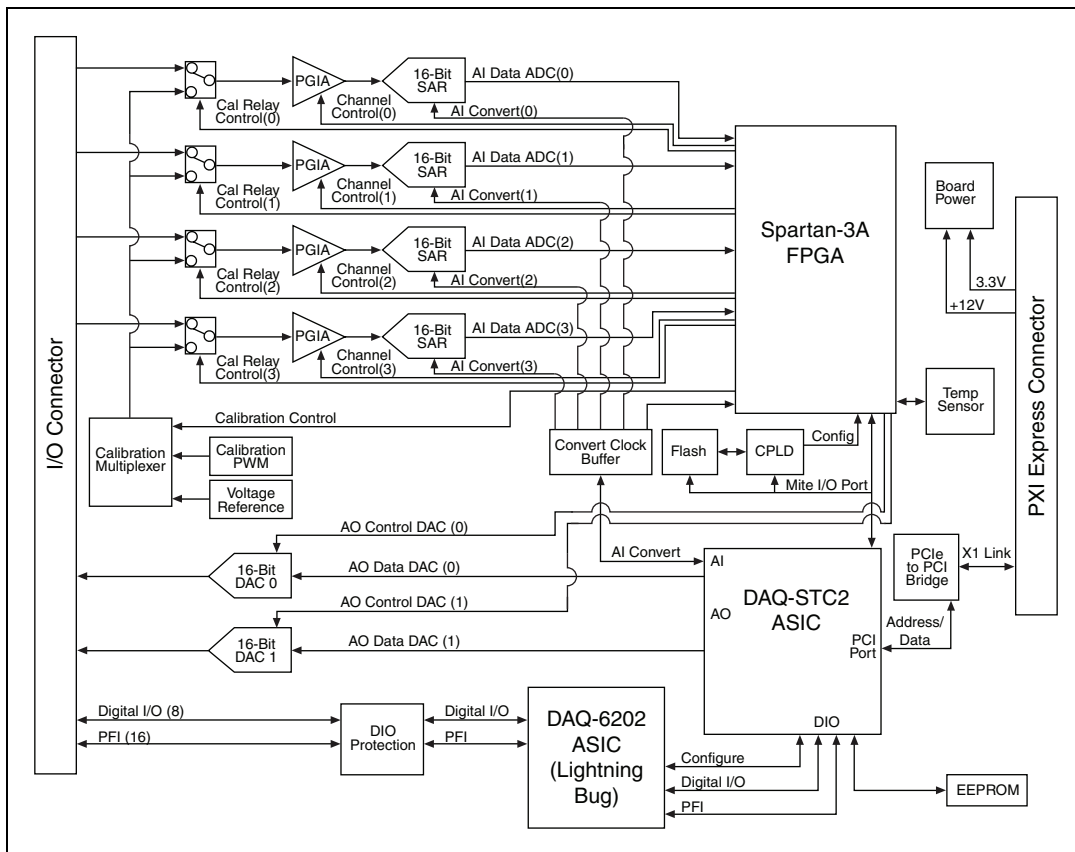 I/O Connector
PGIA
16-Bit
SAR
AI Data ADC(0)
Cal Relay
Control(0)
Channel
Control(0)
AI Convert(0)
PGIA
16-Bit
SAR
AI Data ADC(1)
Cal Relay
Control(1)
Channel
Control(1)
AI Convert(1)
PGIA
16-Bit
SAR
AI Data ADC(2)
Cal Relay
Control(2)
Channel
Control(2)
AI Convert(2)
PGIA
16-Bit
SAR
AI Data ADC(3)
Cal Relay
Control(3)
Channel
Control(3)
AI Convert(3)
Spartan-3A
FPGA
Board
Power
3.3V
+12V
PXI Express Connector
Temp
Sensor
Calibration Control
Calibration
Multiplexer
Calibration
PWM
Voltage
Reference
Convert Clock
Buffer
Flash
CPLD
Config
Mite I/O Port
AO Control DAC (0)
16-Bit
DAC 0
AO Data DAC (0)
AO Control DAC (1)
16-Bit
DAC 1
AO Data DAC (1)
AI Convert
AI
AO
DAQ-STC2
ASIC
PCI
Port
DIO
PCIe
to PCI
Bridge
X1 Link
Address/
Data
Digital I/O (8)
PFI (16)
DIO
Protection
Digital I/O
PFI
DAQ-6202
ASIC
(Lightning
Bug)
Configure
Digital I/O
PFI
EEPROM